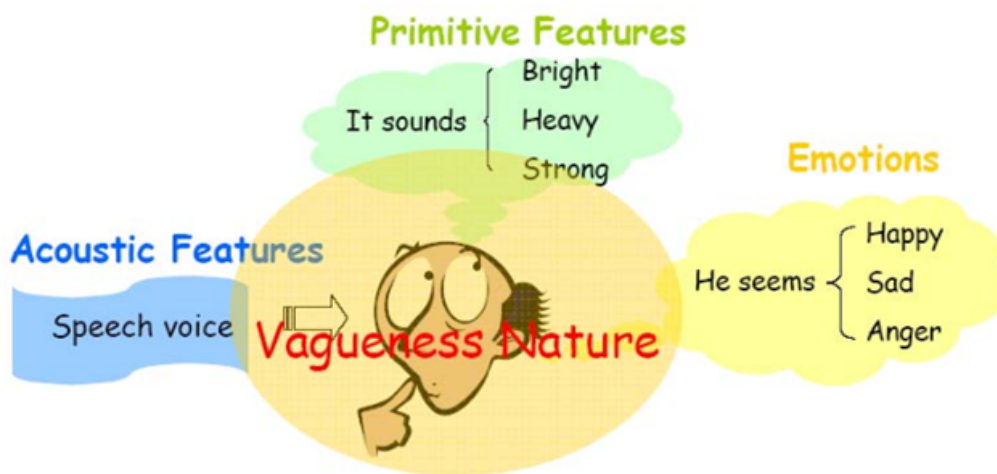 Primitive Features
It sounds
Bright
Heavy
Strong
Emotions
He seems
Happy
Sad
Anger
Acoustic Features
Speech voice
Vagueness Nature